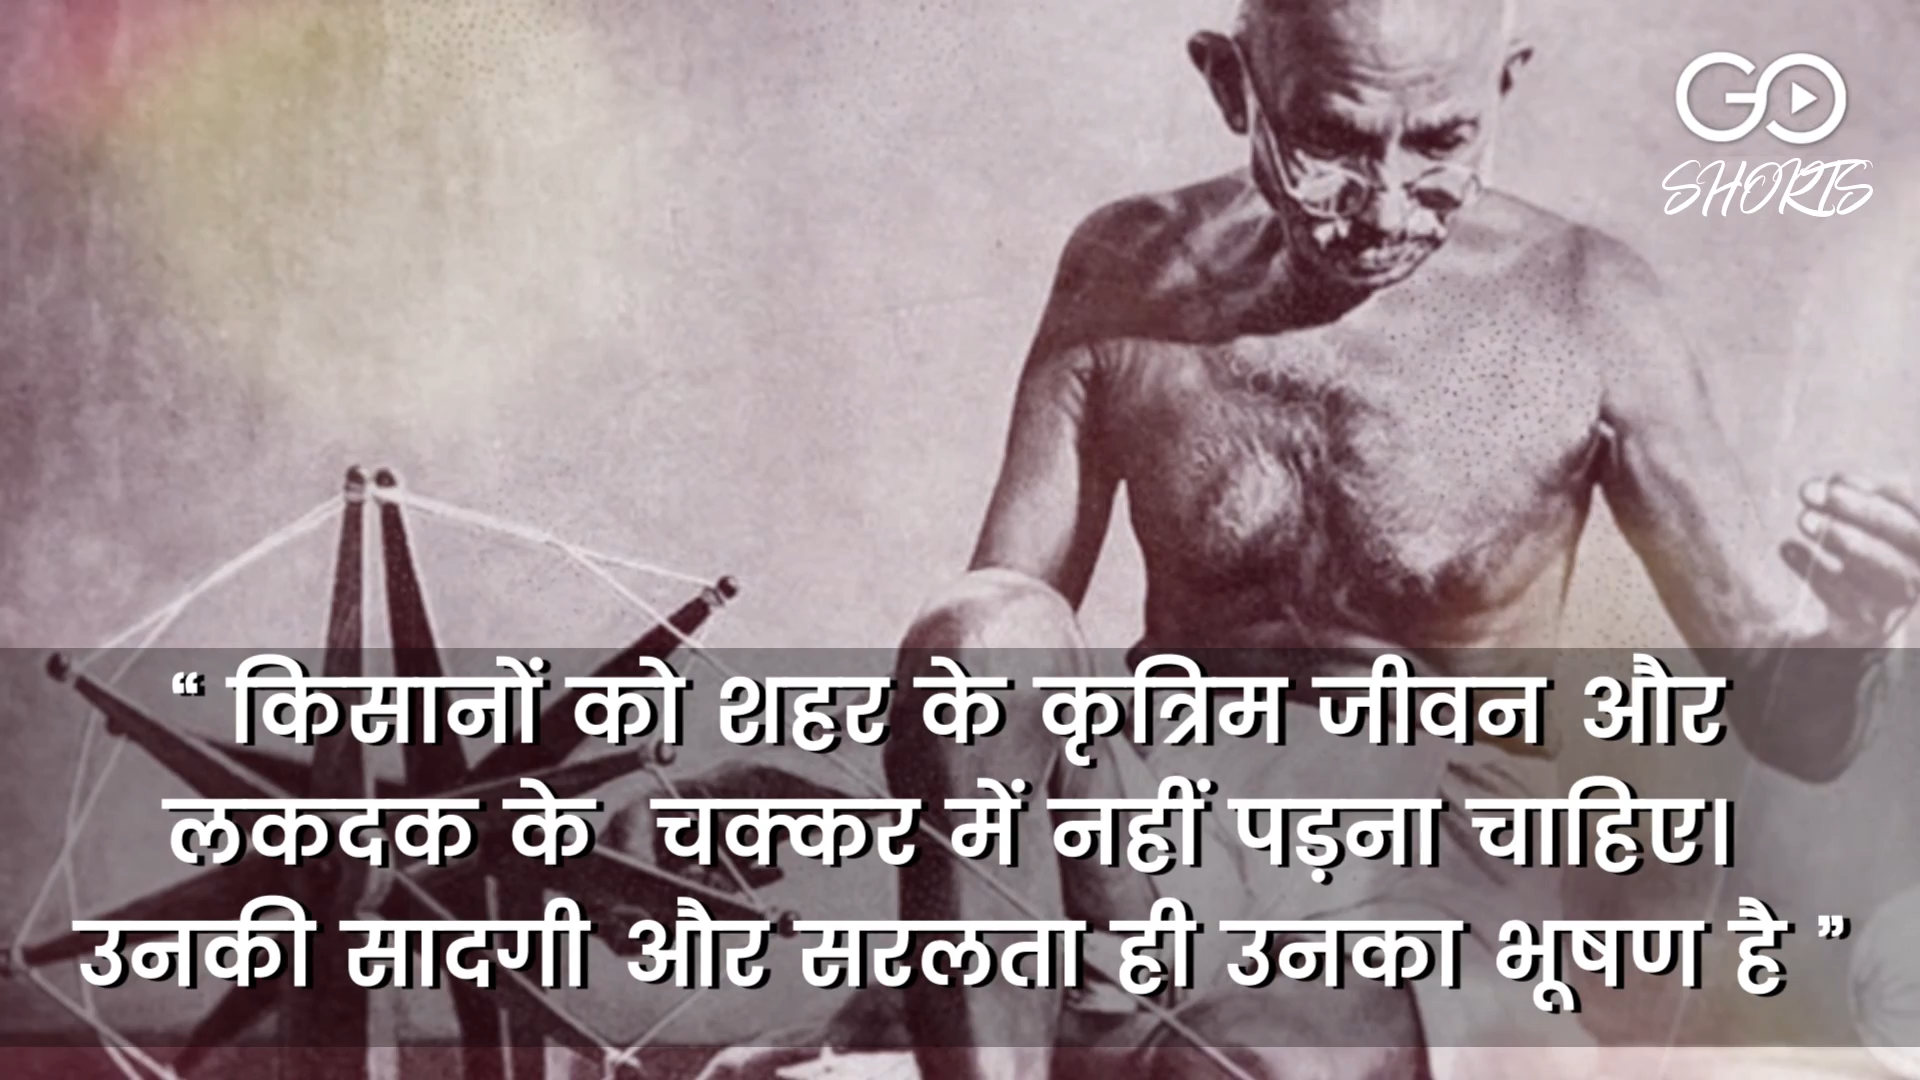 GO
SHORTS
“ किसानों को शहर के कृत्रिम जीवन और
लकदक के चक्कर में नहीं पड़ना चाहिए।
उनकी सादगी और सरलता ही उनका भूषण है ”